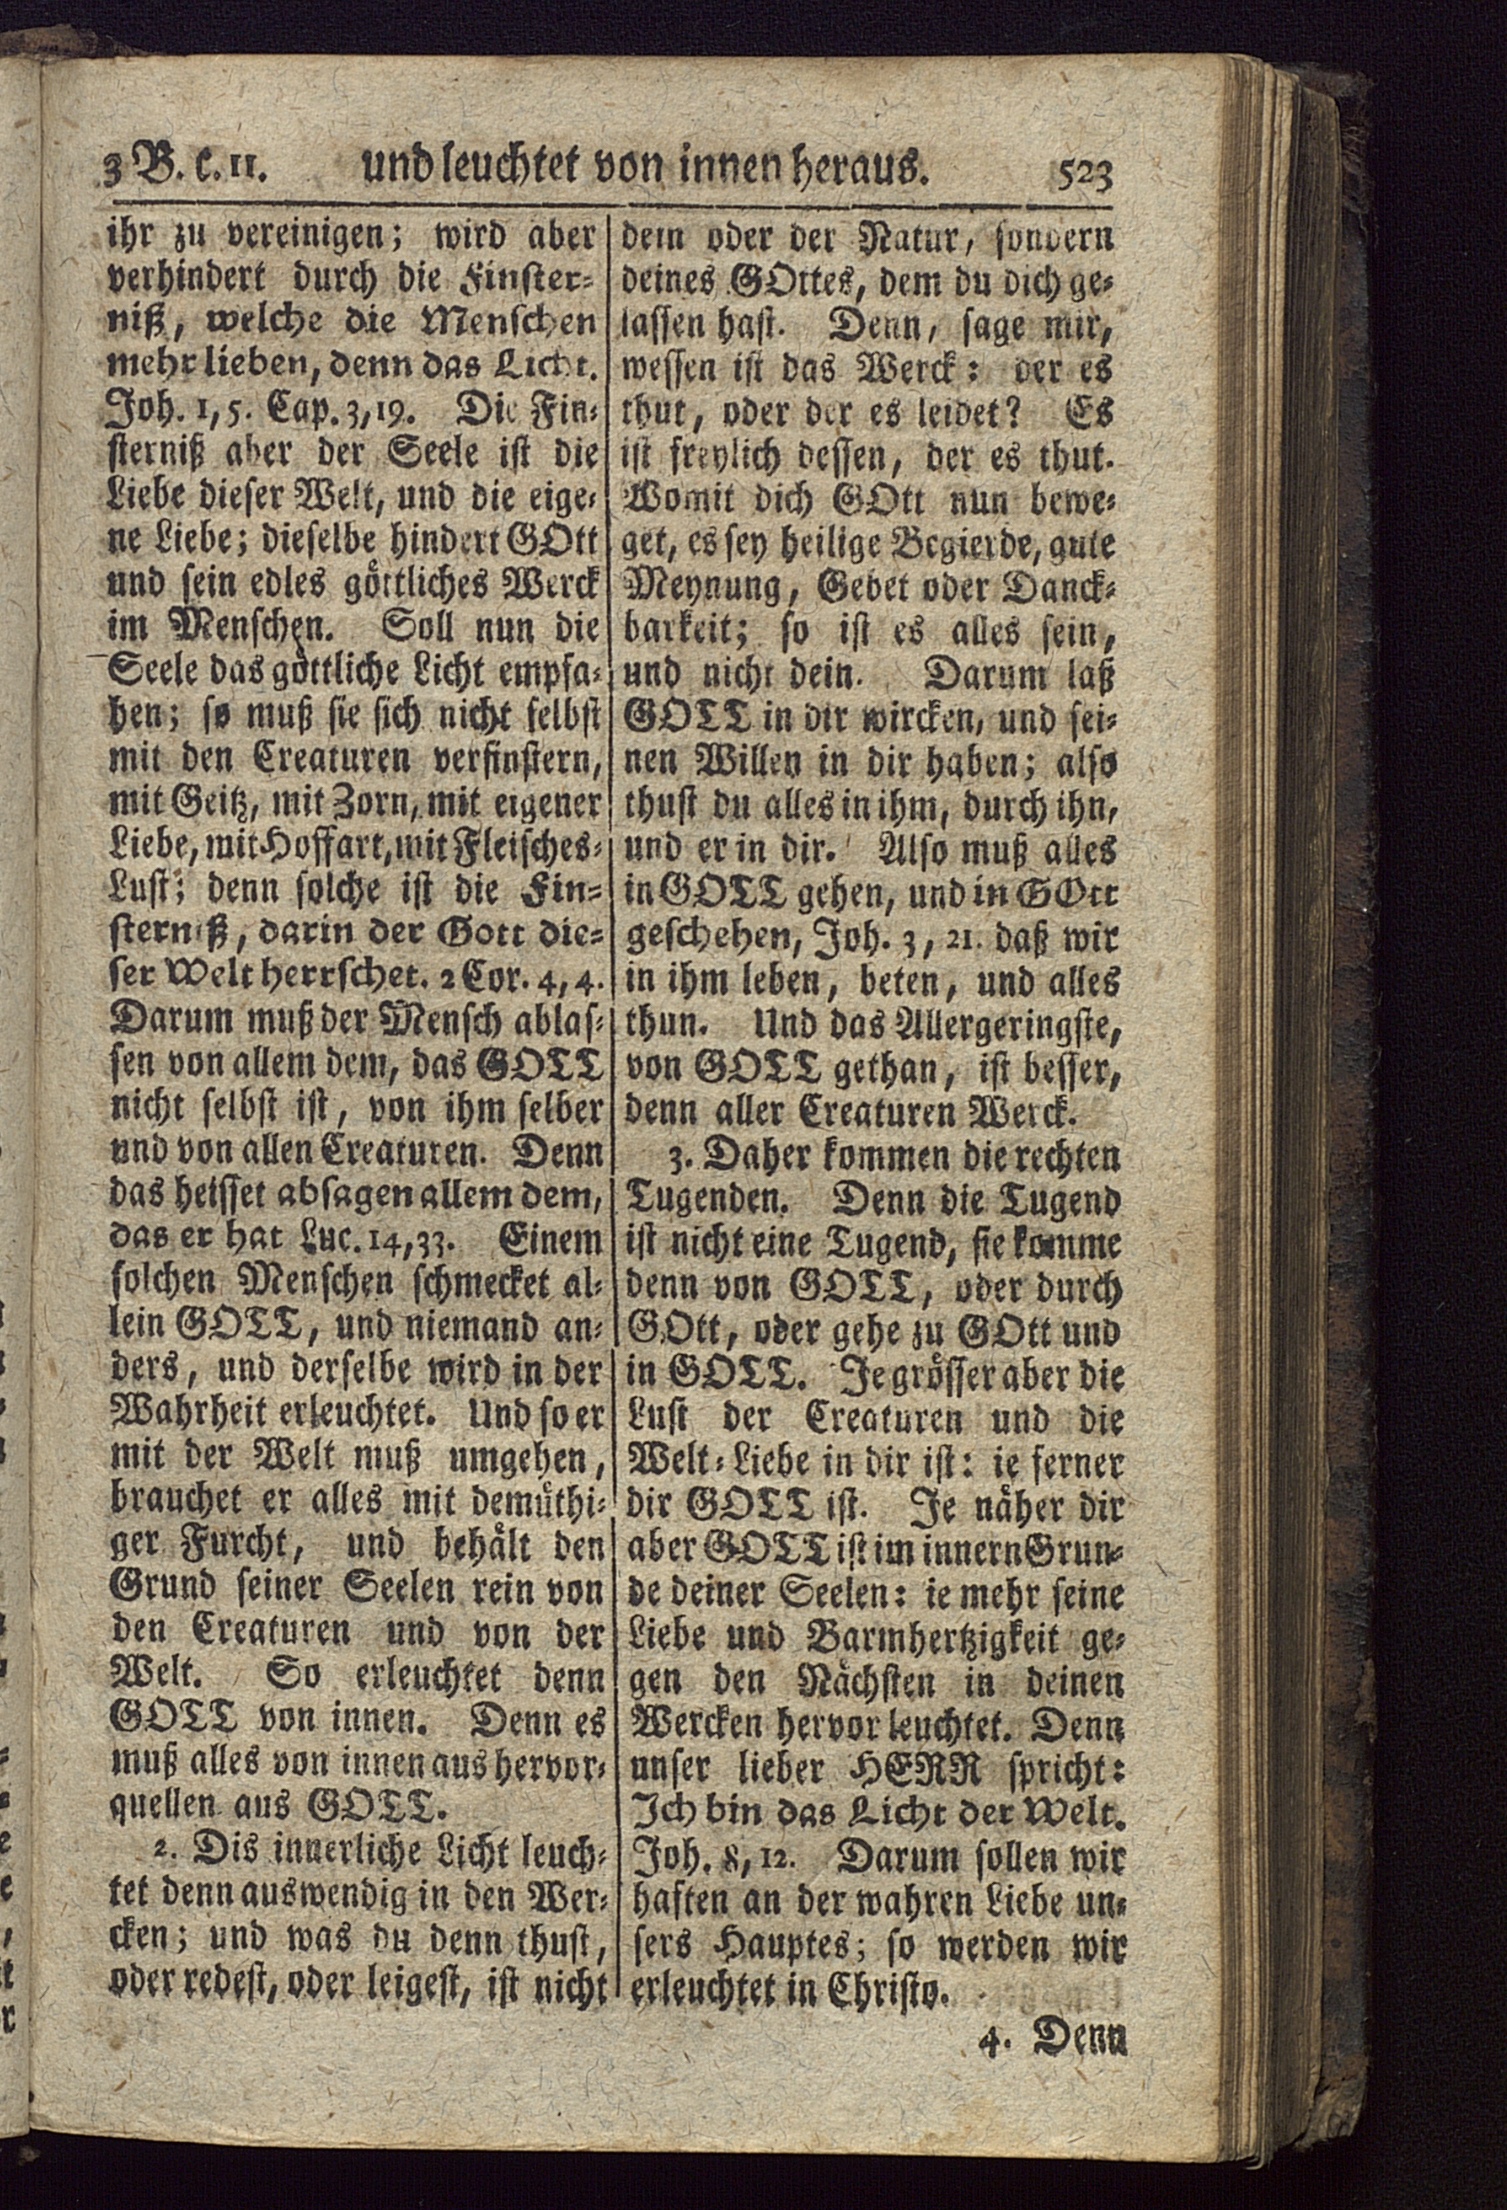 3 B. C. 11. und leuchtet von innen heraus. 523
ihr zu vereinigen; wird aber
verhindert durch die Finster-
niß, welche die Menschen
mehr lieben, denn das Licht.
Joh. 1, 5. Cap. 3, 19. Die Fin-
sterniß aber der Seele ist die
Liebe dieser Welt, und die eige-
ne Liebe; dieselbe hindert GOtt
und sein edles göttliches Werck
im Menschen. Soll nun die
Seele das göttliche Licht empfa-
hen; so muß sie sich nicht selbst
mit den Creaturen verfinstern,
mit Geitz, mit Zorn, mit eigener
Liebe, mit Hoffart, mit Fleisches-
Lust; denn solche ist die Fin-
sterniß, darin der Gott die-
ser Welt herrschet. 2 Cor. 4, 4.
Darum muß der Mensch ablas-
sen von allem dem, das GOTT
nicht selbst ist, von ihm selber
und von allen Creaturen. Denn
das heisset absagen allem dem,
das er hat Luc. 14, 33. Einem
solchen Menschen schmecket al-
lein GOTT, und niemand an-
ders, und derselbe wird in der
Wahrheit erleuchtet. Und so er
mit der Welt muß umgehen,
brauchet er alles mit demüthi-
ger Furcht, und behält den
Grund seiner Seelen rein von
den Creaturen und von der
Welt. So erleuchtet denn
GOTT von innen. Denn es
muß alles von innen aus hervor-
quellen aus GOTT.
2. Dis innerliche Licht leuch-
tet denn auswendig in den Wer-
cken; und was du denn thust,
oder redest, oder leigest, ist nicht
dein oder der Natur, sondern
deines GOttes, dem du dich ge-
lassen hast. Denn, sage mir,
wessen ist das Werck: der es
thut, oder der es leidet? Es
ist freylich dessen, der es thut.
Womit dich GOtt nun bewe-
get, es sey heilige Begierde, gute
Meynung, Gebet oder Danck-
barkeit; so ist es alles sein,
und nicht dein. Darum laß
GOTT in dir wircken, und sei-
nen Willen in dir haben; also
thust du alles in ihm, durch ihn,
und er in dir. Also muß alles
in GOTT gehen, und in GOtt
geschehen, Joh. 3, 21. daß wir
in ihm leben, beten, und alles
thun. Und das Allergeringste,
von GOTT gethan, ist besser,
denn aller Creaturen Werck.
3. Daher kommen die rechten
Tugenden. Denn die Tugend
ist nicht eine Tugend, sie komme
denn von GOTT, oder durch
GOtt, oder gehe zu GOtt und
in GOTT. Je grösser aber die
Lust der Creaturen und die
Welt-Liebe in dir ist: ie ferner
dir GOTT ist. Je näher dir
aber GOTT ist im innern Grun-
de deiner Seelen: ie mehr seine
Liebe und Barmhertzigkeit ge-
gen den Nächsten in deinen
Wercken hervor leuchtet. Denn
unser lieber HERR spricht:
Ich bin das Licht der Welt.
Joh. 8, 12. Darum sollen wir
haften an der wahren Liebe un-
sers Hauptes; so werden wir
erleuchtet in Christo.
4. Denn